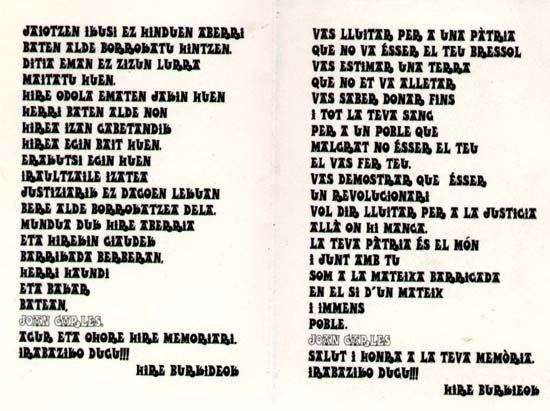 JAIOTZEN IKUSI EZ HINDUEN ABERRI
BATEN ALDE BORROKATU HINTZEN.
DITIA EMAN EZ ZIZUN LURRA
MAITATU HUEN.
HIRE ODOLA EMATEN JAKIN HUEN
HERRI BATEN ALDE NON
HIREA IZAN GABETANDIK
HIREA EGIN BAIT HUEN.
ERAKUTSI EGIN HUEN
IRAULTZAILE IZATEA
JUSTIZIARIK EZ DAGOEN LEKUAN
BERE ALDE BORROKATZEA DELA.
MUNDUA DUK HIRE ABERRIA
ETA HIREKIN GIAUDEK
BARRIKADA BERBERAN,
HERRI HAUNDI
ETA BAKAR
BATEAN,
JOAN CARLES,
AGUR ETA OHORE HIRE MEMORIARI.
IRABAZIKO DUGU!!!
HIRE BURKIDEOK
VAS LLUITAR PER A UNA PÀTRIA
QUE NO VA ÉSSER EL TEU BRESSOL
VAS ESTIMAR UNA TERRA
QUE NO ET VA ALLETAR
VAS SABER DONAR FINS
I TOT LA TEVA SANG
PER A UN POBLE QUE
MALGRAT NO ÉSSER EL TEU
EL VAS FER TEU.
VAS DEMOSTRAR QUE ÉSSER
UN REVOLUCIONARI
VOL DIR LLUITAR PER A LA JUSTICIA
ALLÀ ON HI MANCA.
LA TEVA PÀTRIA ÉS EL MÓN
I JUNT AMB TU
SOM A LA MATEIXA BARRICADA
EN EL SI D'UN MATEIX
I IMMENS
POBLE.
JOAN CARLES
SALUT I HONRA A LA TEVA MEMÒRIA.
IRABAZIKO DUGU!!!
HIRE BURKIEOK